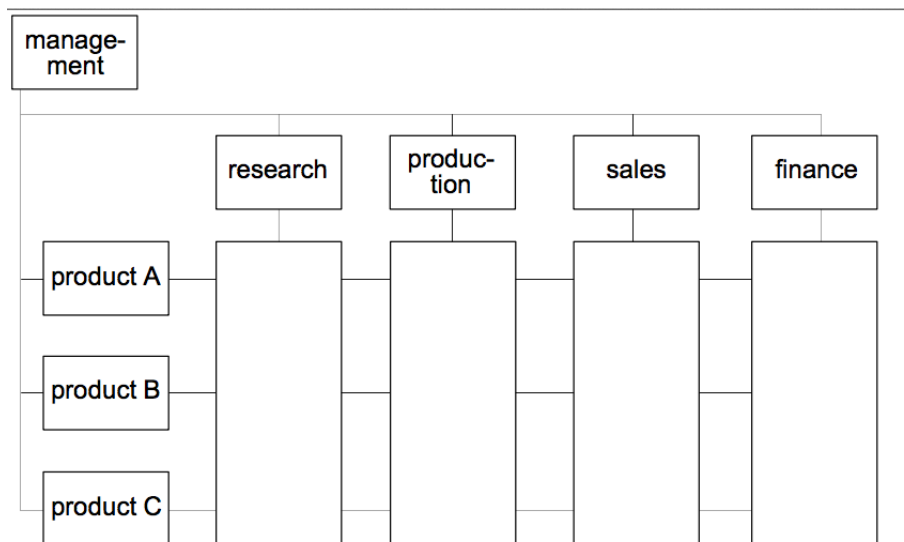 manage-
ment
research
produc-
tion
sales
finance
product A
product B
product C